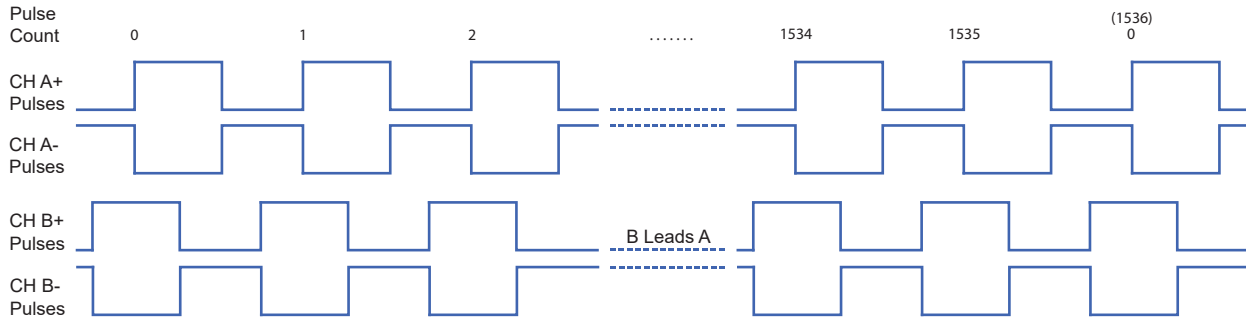 Pulse
Count
0
1
2
.......
1534
1535
(1536)
0
CH A+
Pulses
CH A-
Pulses
CH B+
Pulses
B Leads A
CH B-
Pulses